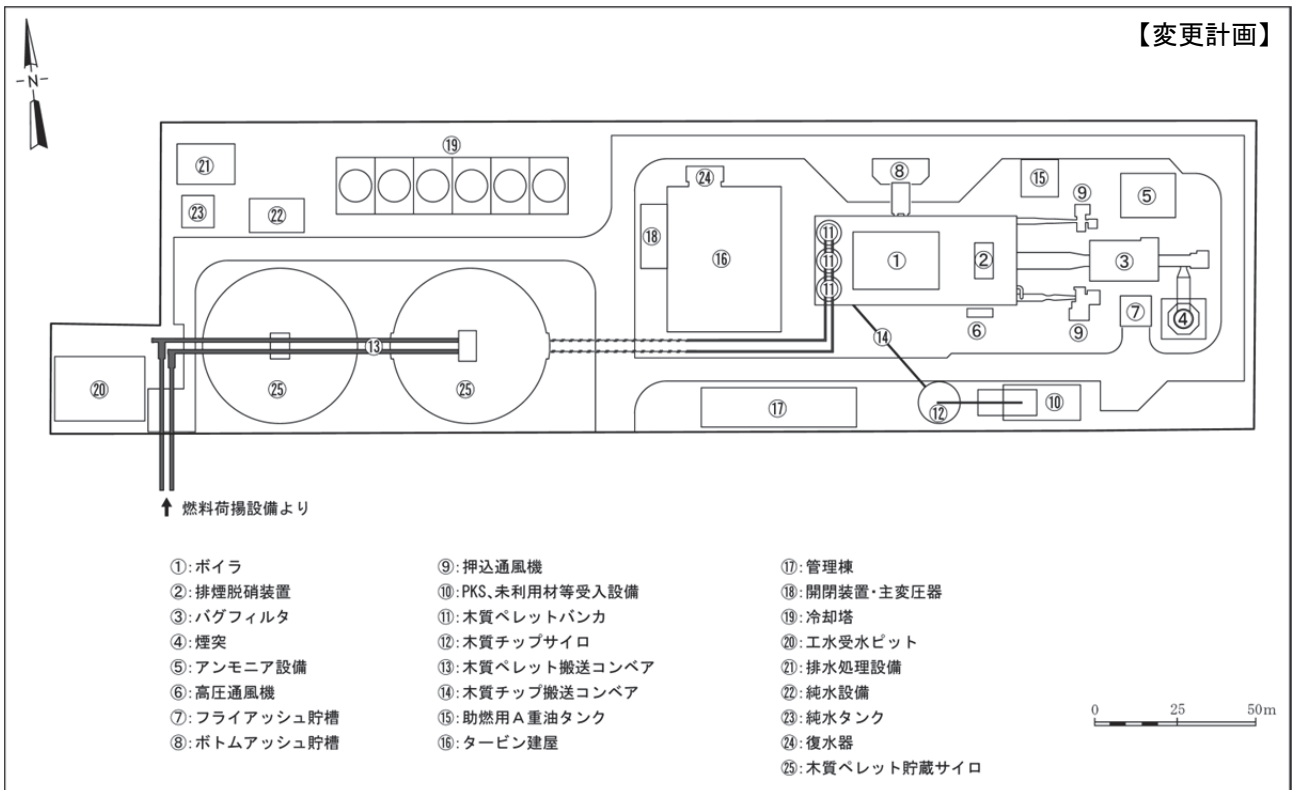 【変更計画】
N
㉑
⑲
㉓
㉒
㉔
⑱
⑯
⑧
⑪
⑪
⑪
①
②
⑮
⑨
⑤
③
⑥
⑨
⑦
④
⑭
⑬
⑳
㉕
㉕
⑰
⑫
⑩
燃料荷揚設備より
①:ボイラ
②:排煙脱硝装置
③:バグフィルタ
④:煙突
⑤:アンモニア設備
⑥:高圧通風機
⑦:フライアッシュ貯槽
⑧:ボトムアッシュ貯槽
⑨:押込通風機
⑩:PKS、未利用材等受入設備
⑪:木質ペレットバンカ
⑫:木質チップサイロ
⑬:木質ペレット搬送コンベア
⑭:木質チップ搬送コンベア
⑮:助燃用A重油タンク
⑯:タービン建屋
⑰:管理棟
⑱:開閉装置・主変圧器
⑲:冷却塔
⑳:工水受水ピット
㉑:排水処理設備
㉒:純水設備
㉓:純水タンク
㉔:復水器
㉕:木質ペレット貯蔵サイロ
0 25 50m